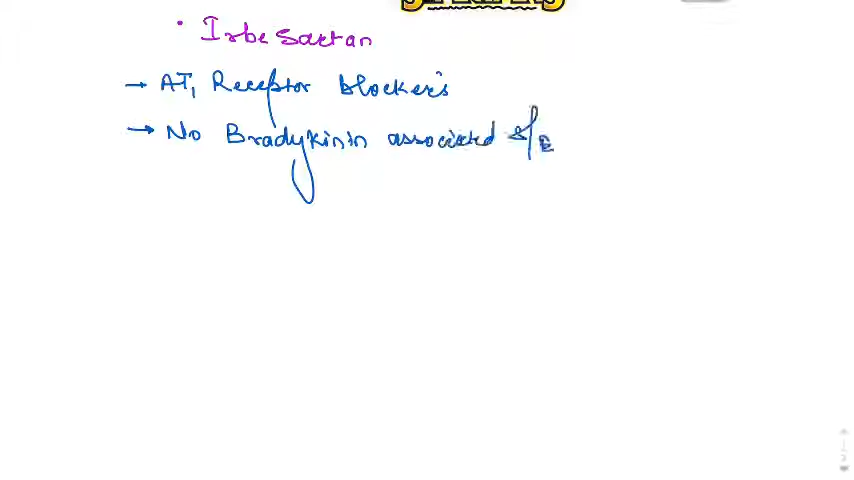 • Irbesartan
→ AT₁ Receptor blockers
→ No Bradykinin associated S/E